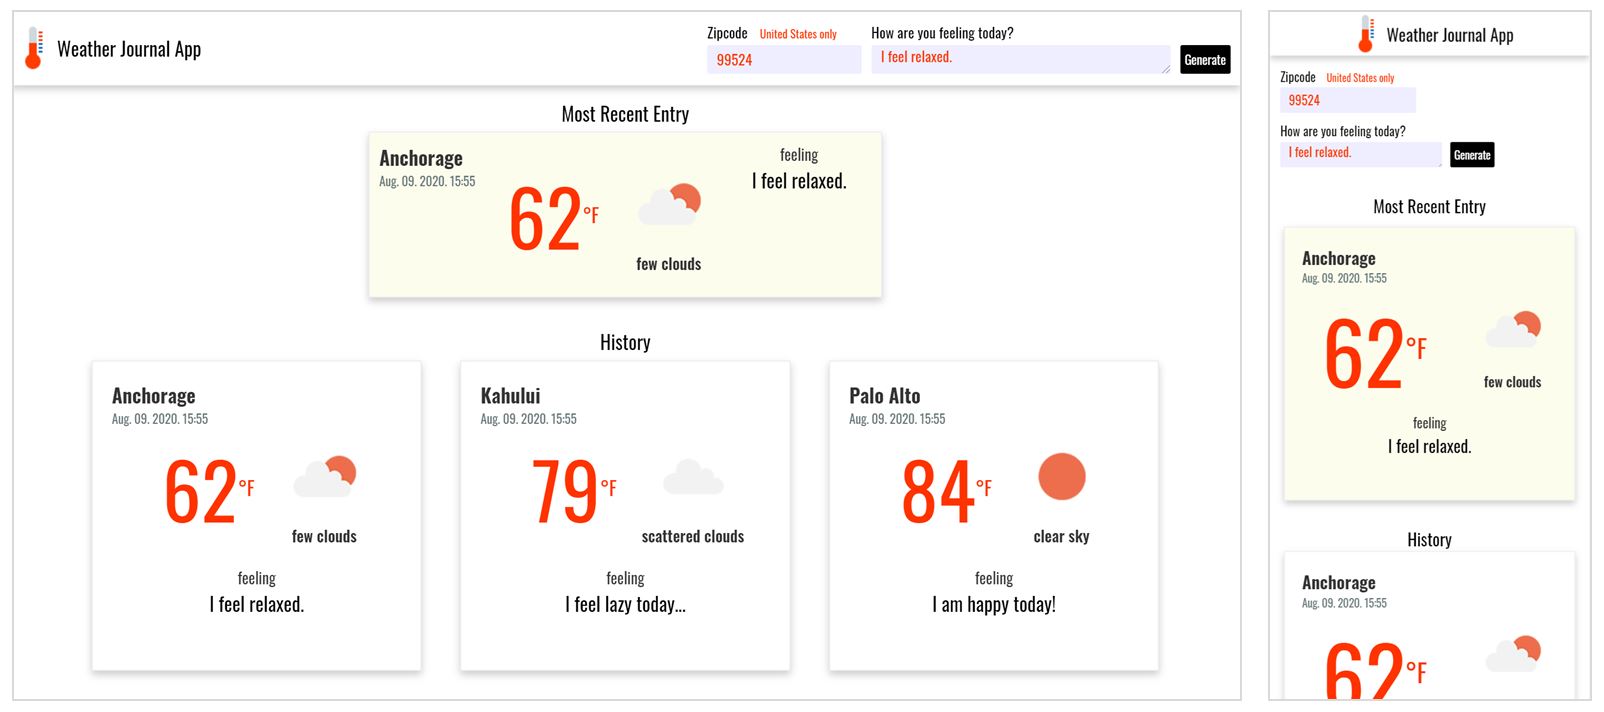 Weather Journal App
Zipcode United States only
99524
How are you feeling today?
I feel relaxed.
Generate
Most Recent Entry
Anchorage
Aug. 09. 2020. 15:55
62°F
few clouds
feeling
I feel relaxed.
History
Anchorage
Aug. 09. 2020. 15:55
62°F
few clouds
feeling
I feel relaxed.
Kahului
Aug. 09. 2020. 15:55
79°F
scattered clouds
feeling
I feel lazy today...
Palo Alto
Aug. 09. 2020. 15:55
84°F
clear sky
feeling
I am happy today!
Weather Journal App
Zipcode United States only
99524
How are you feeling today?
I feel relaxed.
Generate
Most Recent Entry
Anchorage
Aug. 09. 2020. 15:55
62°F
few clouds
feeling
I feel relaxed.
History
Anchorage
Aug. 09. 2020. 15:55
62°F